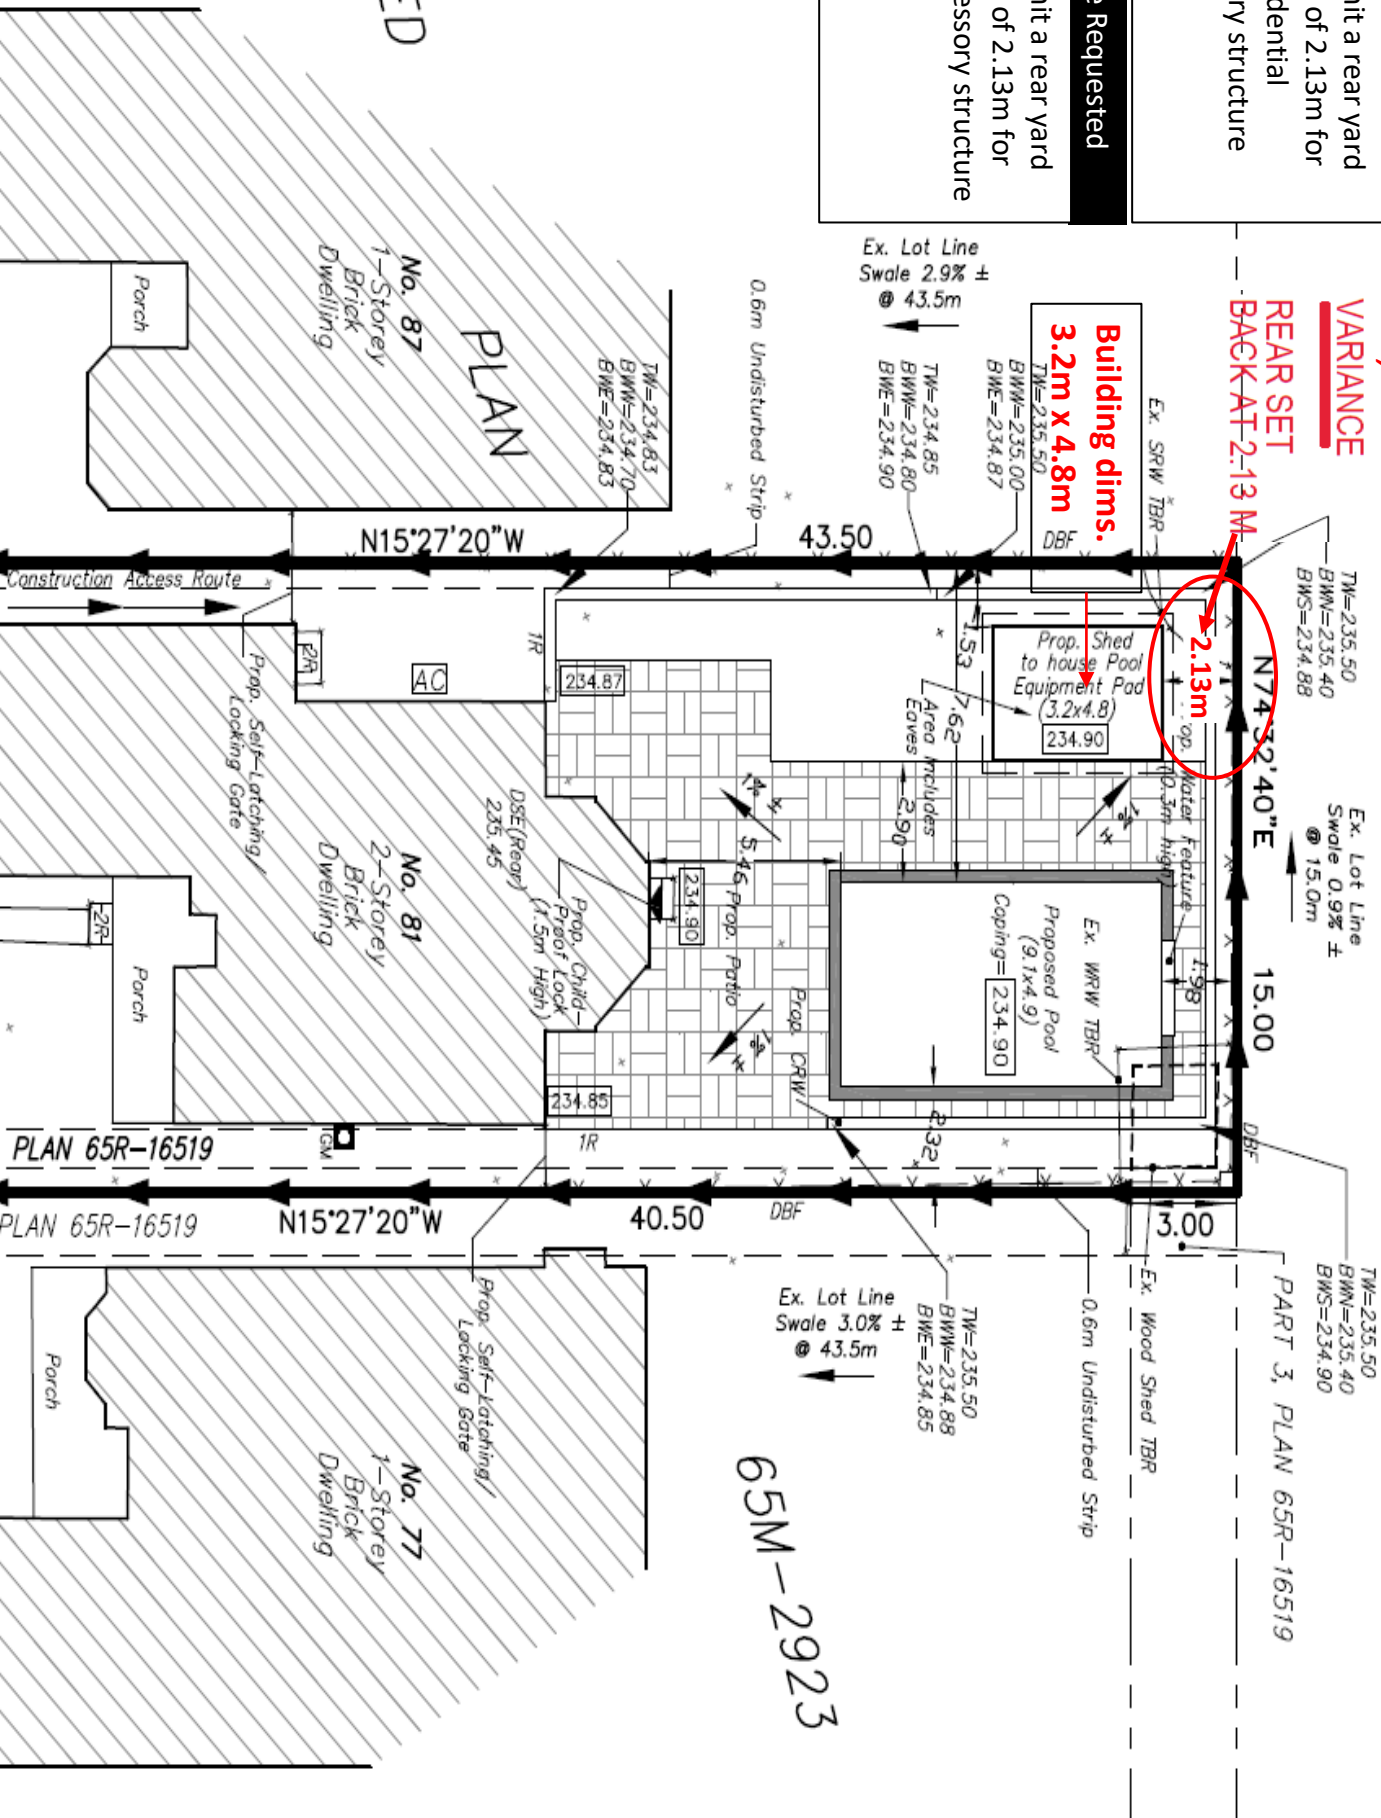 nit a rear yard
of 2.13m for
dential
ry structure
e Requested
nit a rear yard
of 2.13m for
essory structure
ED
VARIANCE
REAR SET
BACK AT 2.13 M
Building dims.
3.2m x 4.8m
2.13m
Ex. Lot Line
Swale 2.9% ±
@ 43.5m
0.6m Undisturbed Strip
No. 87
1-Storey
Brick
Dwelling
Porch
PLAN
TW=234.83
BWW=234.70
BWE=234.83
TW=234.85
BWW=234.80
BWE=234.90
TW=235.50
BWW=235.00
BWE=234.87
Ex. SRW TBR
TW=235.50
BWN=235.40
BWS=234.88
N15°27'20"W
43.50
DBF
Construction Access Route
N74°32'40"E
15.00
Ex. Lot Line
Swale 0.9% ±
@ 15.0m
Prop. Shed
to house Pool
Equipment Pad
(3.2x4.8)
234.90
1.53
7.62
Area Includes
Eaves
2.90
Water Feature
(0.3m high)
1.98
1R
2R
AC
234.87
Prop. Self-Latching/
Locking Gate
1%±
1%±
5.46
Prop. Patio
234.90
DSE(Rear)
235.45
Prop. Child-
Proof Lock
(1.5m High)
No. 81
2-Storey
Brick
Dwelling
2R
Porch
Ex. WRW TBR
Proposed Pool
(9.1x4.9)
Coping= 234.90
Prop. CRW
1%±
2.32
234.85
1R
GM
PLAN 65R-16519
PLAN 65R-16519
N15°27'20"W
40.50
DBF
3.00
DBF
TW=235.50
BWN=235.40
BWS=234.90
PART 3, PLAN 65R-16519
Ex. Wood Shed TBR
0.6m Undisturbed Strip
TW=235.50
BWW=234.88
BWE=234.85
Ex. Lot Line
Swale 3.0% ±
@ 43.5m
Prop. Self-Latching/
Locking Gate
No. 77
1-Storey
Brick
Dwelling
Porch
65M-2923